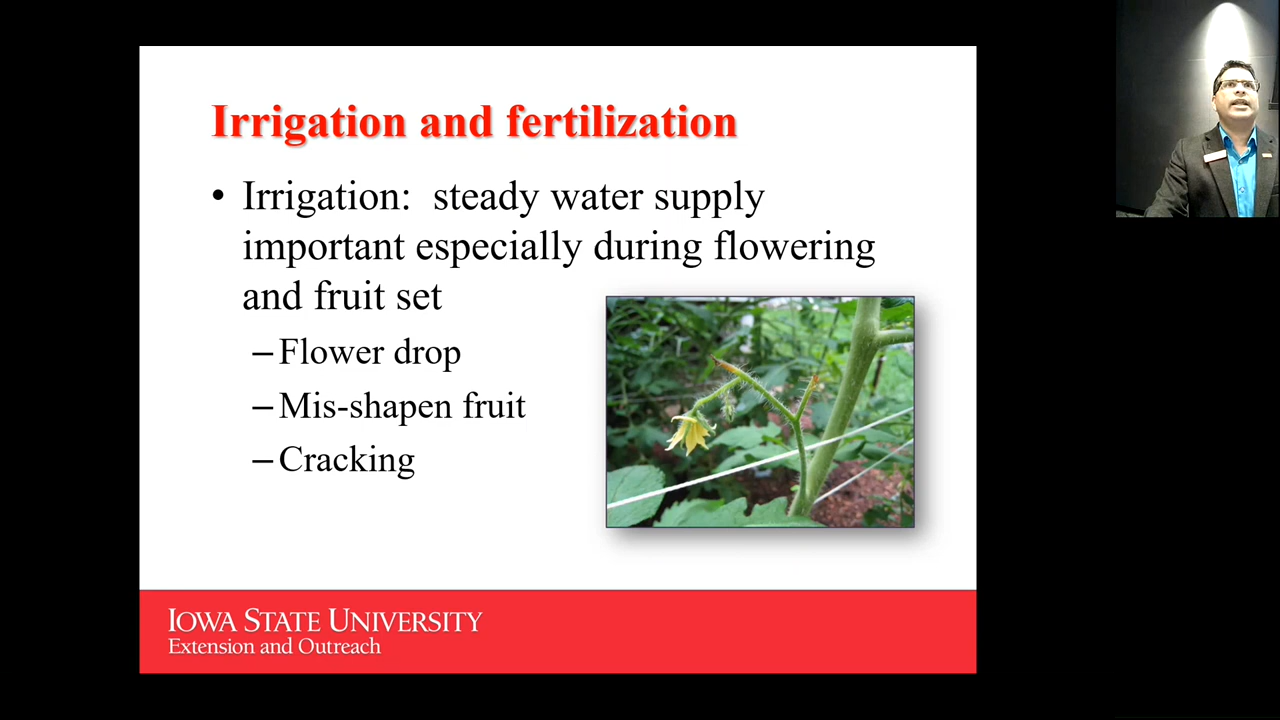 Irrigation and fertilization
• Irrigation:  steady water supply
important especially during flowering
and fruit set
–Flower drop
–Mis-shapen fruit
–Cracking
IOWA STATE UNIVERSITY
Extension and Outreach